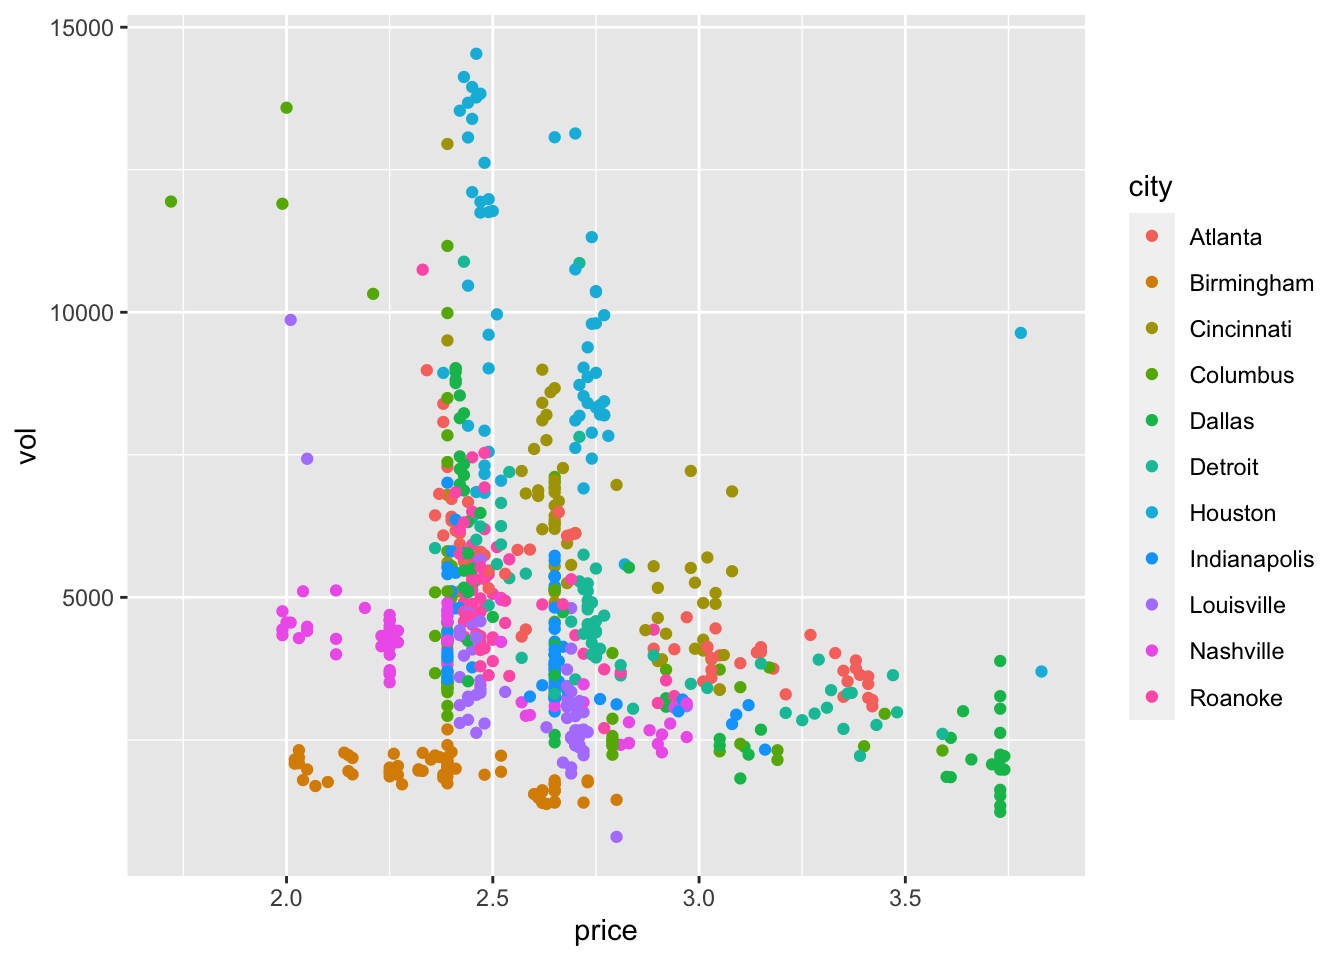 15000
10000
5000
vol
2.0 2.5 3.0 3.5
price
city
Atlanta
Birmingham
Cincinnati
Columbus
Dallas
Detroit
Houston
Indianapolis
Louisville
Nashville
Roanoke